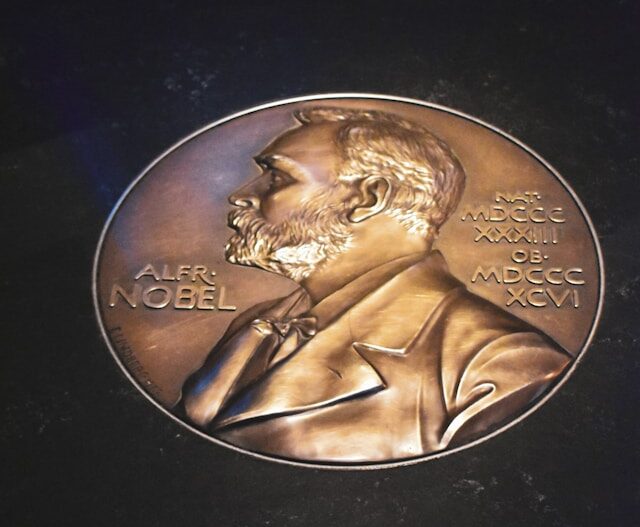 ALFR·
NOBEL
NAT·
MDCCC
XXXIII
OB·
MDCCC
XCVI